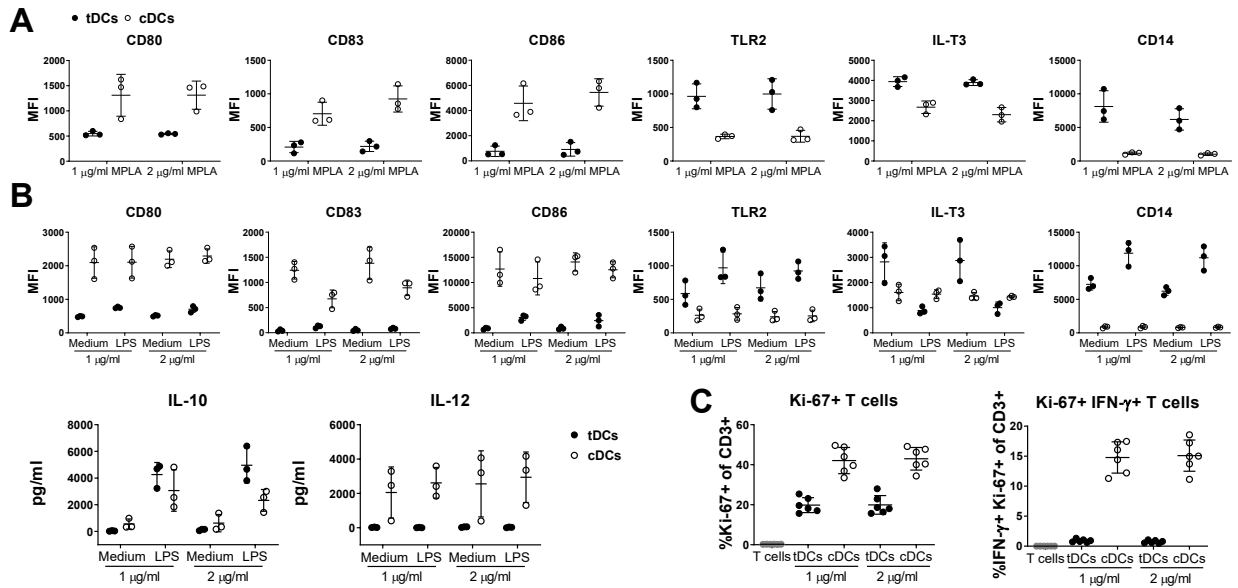 A
tDCs cDCs
CD80 CD83 CD86 TLR2 IL-T3 CD14
MFI 2000 1500 1000 500 0
MFI 1500 1000 500 0
MFI 8000 6000 4000 2000 0
MFI 1500 1000 500 0
MFI 5000 4000 3000 2000 1000 0
MFI 15000 10000 5000 0
1 µg/ml MPLA 2 µg/ml MPLA
1 µg/ml MPLA 2 µg/ml MPLA
1 µg/ml MPLA 2 µg/ml MPLA
1 µg/ml MPLA 2 µg/ml MPLA
1 µg/ml MPLA 2 µg/ml MPLA
1 µg/ml MPLA 2 µg/ml MPLA
B
CD80 CD83 CD86 TLR2 IL-T3 CD14
MFI 3000 2000 1000 0
MFI 2000 1500 1000 500 0
MFI 20000 15000 10000 5000 0
MFI 1500 1000 500 0
MFI 4000 3000 2000 1000 0
MFI 15000 10000 5000 0
Medium LPS Medium LPS
1 µg/ml 2 µg/ml
Medium LPS Medium LPS
1 µg/ml 2 µg/ml
Medium LPS Medium LPS
1 µg/ml 2 µg/ml
Medium LPS Medium LPS
1 µg/ml 2 µg/ml
Medium LPS Medium LPS
1 µg/ml 2 µg/ml
Medium LPS Medium LPS
1 µg/ml 2 µg/ml
IL-10
pg/ml 8000 6000 4000 2000 0
Medium LPS Medium LPS
1 µg/ml 2 µg/ml
IL-12
pg/ml 6000 4000 2000 0
Medium LPS Medium LPS
1 µg/ml 2 µg/ml
tDCs
cDCs
C
Ki-67+ T cells
%Ki-67+ of CD3+
60 40 20 0
T cells tDCs cDCs tDCs cDCs
1 µg/ml 2 µg/ml
Ki-67+ IFN-γ+ T cells
%IFN-γ+ Ki-67+ of CD3+
20 15 10 5 0
T cells tDCs cDCs tDCs cDCs
1 µg/ml 2 µg/ml